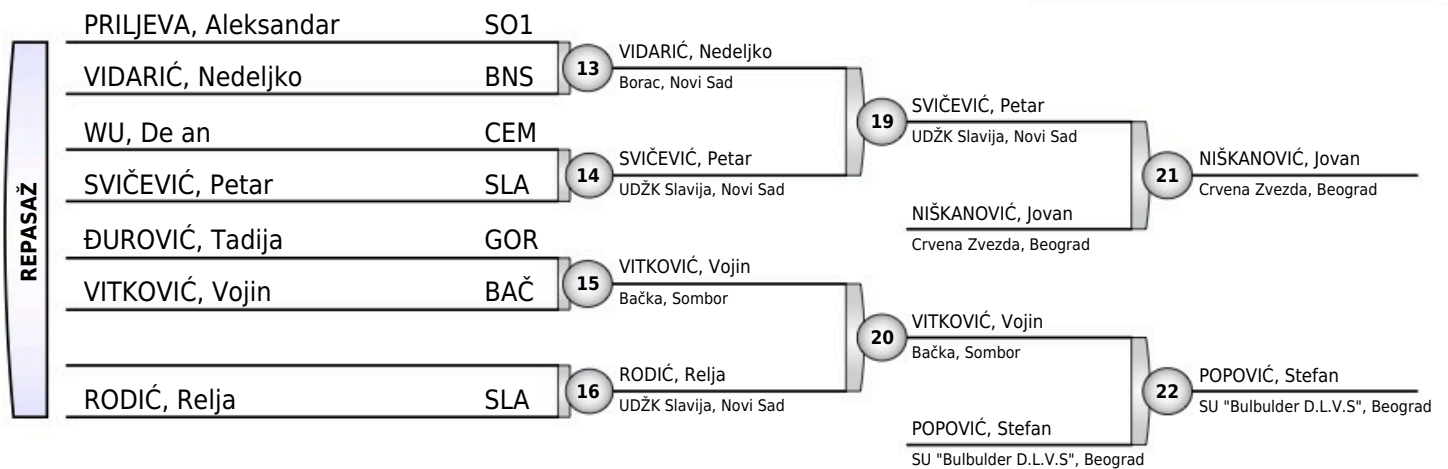 REPASAŽ
PRILJEVA, Aleksandar SO1
VIDARIĆ, Nedeljko BNS
WU, De an CEM
SVIČEVIĆ, Petar SLA
ĐUROVIĆ, Tadija GOR
VITKOVIĆ, Vojin BAČ
RODIĆ, Relja SLA
13
VIDARIĆ, Nedeljko
Borac, Novi Sad
14
SVIČEVIĆ, Petar
UDŽK Slavija, Novi Sad
15
VITKOVIĆ, Vojin
Bačka, Sombor
16
RODIĆ, Relja
UDŽK Slavija, Novi Sad
19
SVIČEVIĆ, Petar
UDŽK Slavija, Novi Sad
NIŠKANOVIĆ, Jovan
Crvena Zvezda, Beograd
20
VITKOVIĆ, Vojin
Bačka, Sombor
POPOVIĆ, Stefan
SU "Bulbulder D.L.V.S", Beograd
21
NIŠKANOVIĆ, Jovan
Crvena Zvezda, Beograd
22
POPOVIĆ, Stefan
SU "Bulbulder D.L.V.S", Beograd